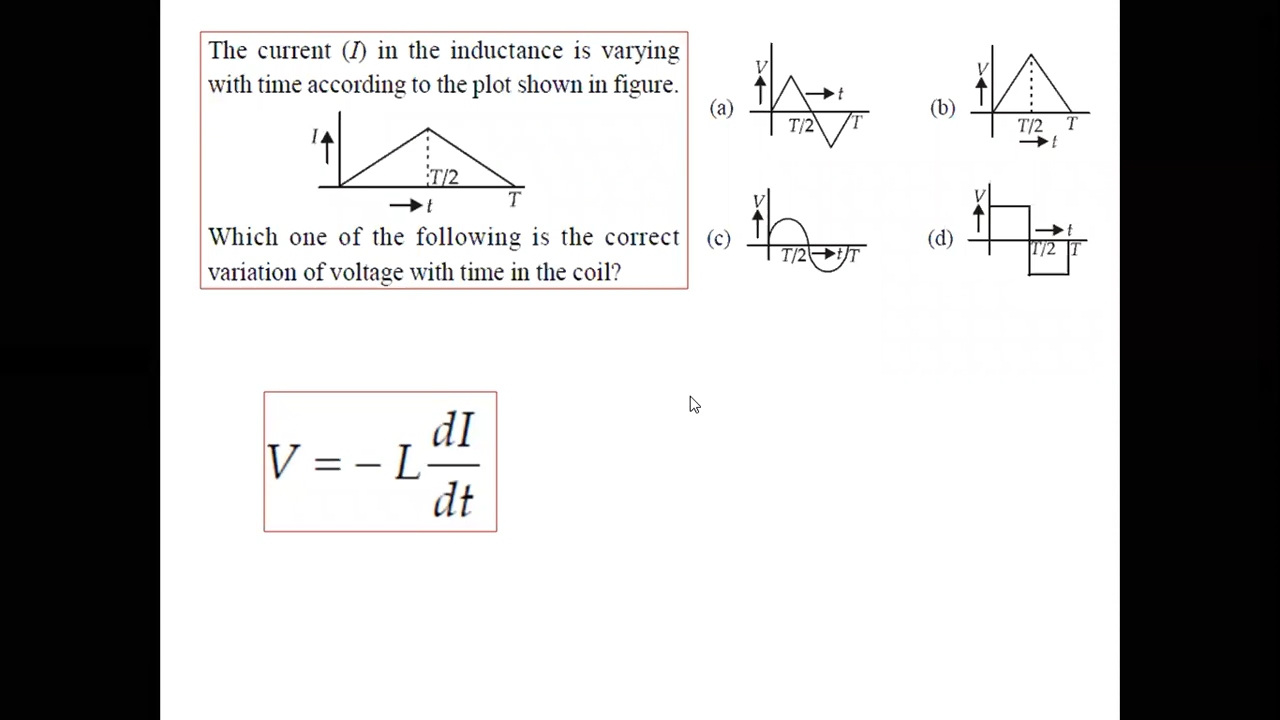 The current (I) in the inductance is varying
with time according to the plot shown in figure.
I
T/2
t
T
Which one of the following is the correct
variation of voltage with time in the coil?
(a)
V
t
T/2
T
(b)
V
T/2
T
t
(c)
V
T/2
t/T
(d)
V
t
T/2
T
V = − L dI/dt